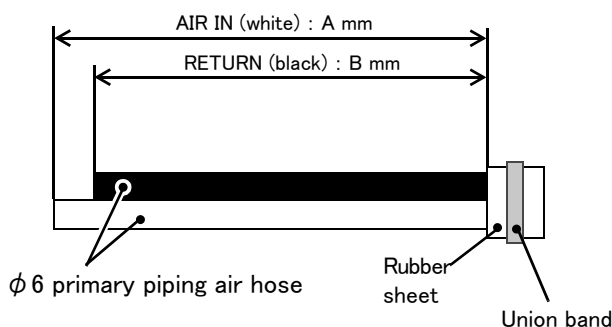 AIR IN (white) : A mm
RETURN (black) : B mm
φ6 primary piping air hose
Rubber
sheet
Union band